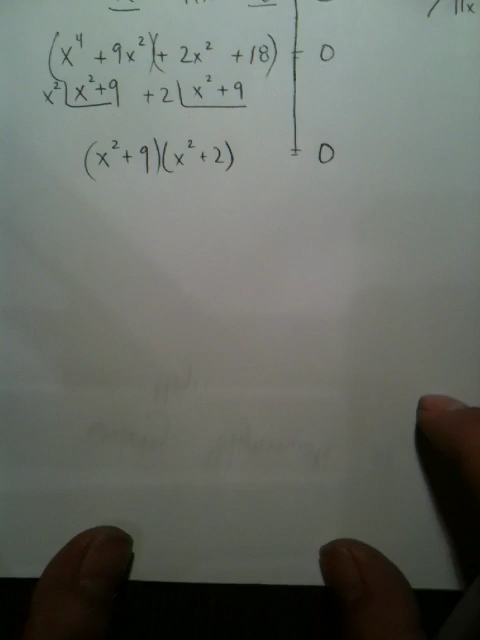 (x⁴ + 9x²)(+ 2x² + 18) = 0
x² x²+9 +2 x²+9
(x²+9)(x²+2) = 0